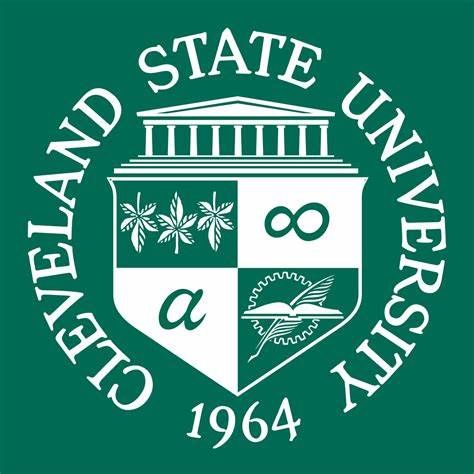 CLEVELAND STATE UNIVERSITY
∞
a
1964